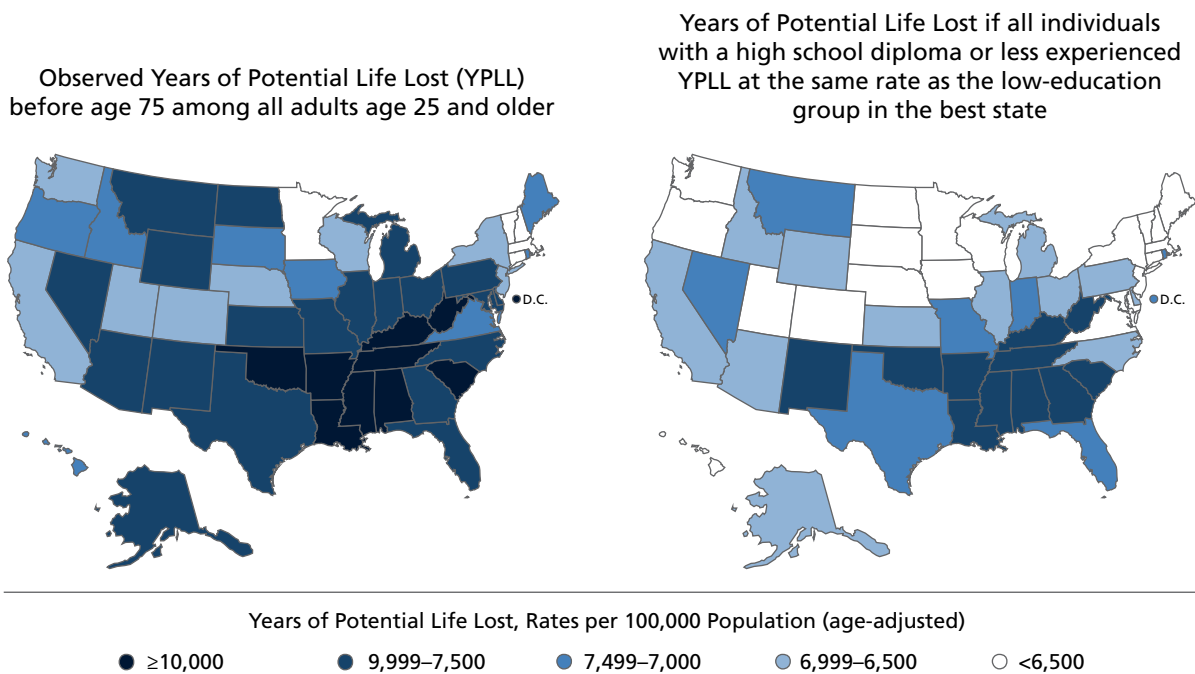 Observed Years of Potential Life Lost (YPLL)
before age 75 among all adults age 25 and older
Years of Potential Life Lost if all individuals
with a high school diploma or less experienced
YPLL at the same rate as the low-education
group in the best state
D.C.
D.C.
Years of Potential Life Lost, Rates per 100,000 Population (age-adjusted)
≥10,000 9,999–7,500 7,499–7,000 6,999–6,500 <6,500